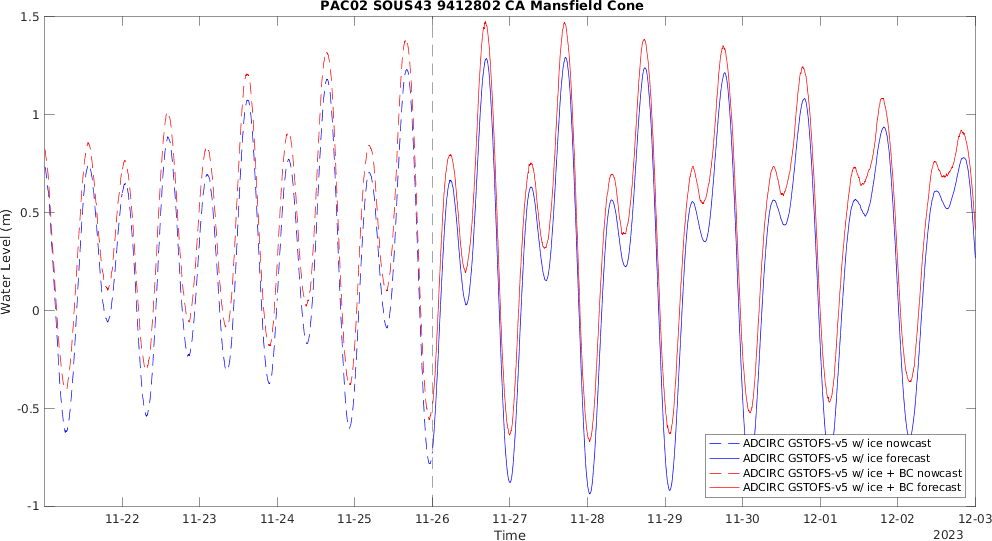 PAC02 SOUS43 9412802 CA Mansfield Cone
1.5
1
0.5
0
-0.5
-1
Water Level (m)
11-22
11-23
11-24
11-25
11-26
11-27
11-28
11-29
11-30
12-01
12-02
12-03
Time
2023
ADCIRC GSTOFS-v5 w/ ice nowcast
ADCIRC GSTOFS-v5 w/ ice forecast
ADCIRC GSTOFS-v5 w/ ice + BC nowcast
ADCIRC GSTOFS-v5 w/ ice + BC forecast